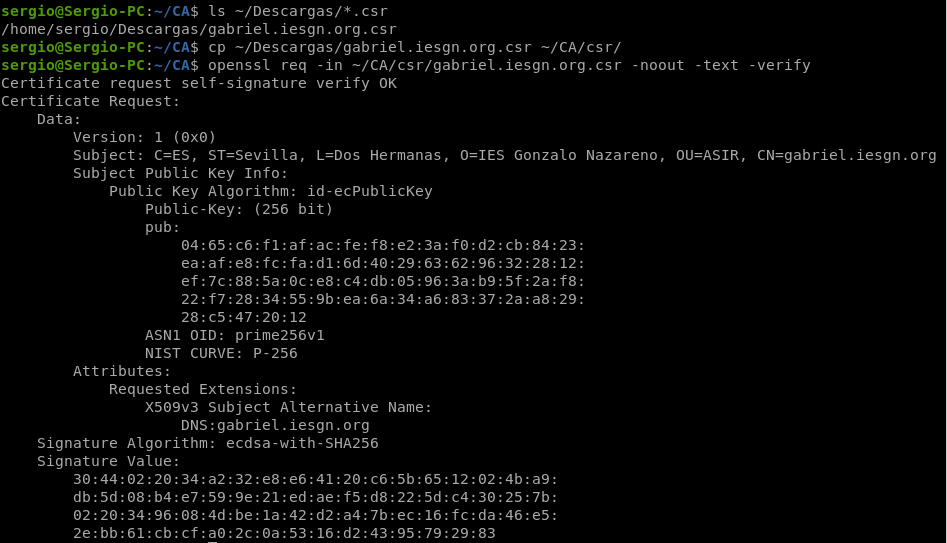 sergio@Sergio-PC:~/CA$ ls ~/Descargas/*.csr
/home/sergio/Descargas/gabriel.iesgn.org.csr
sergio@Sergio-PC:~/CA$ cp ~/Descargas/gabriel.iesgn.org.csr ~/CA/csr/
sergio@Sergio-PC:~/CA$ openssl req -in ~/CA/csr/gabriel.iesgn.org.csr -noout -text -verify
Certificate request self-signature verify OK
Certificate Request:
    Data:
        Version: 1 (0x0)
        Subject: C=ES, ST=Sevilla, L=Dos Hermanas, O=IES Gonzalo Nazareno, OU=ASIR, CN=gabriel.iesgn.org
        Subject Public Key Info:
            Public Key Algorithm: id-ecPublicKey
                Public-Key: (256 bit)
                pub:
                    04:65:c6:f1:af:ac:fe:f8:e2:3a:f0:d2:cb:84:23:
                    ea:af:e8:fc:fa:d1:6d:40:29:63:62:96:32:28:12:
                    ef:7c:88:5a:0c:e8:c4:db:05:96:3a:b9:5f:2a:f8:
                    22:f7:28:34:55:9b:ea:6a:34:a6:83:37:2a:a8:29:
                    28:c5:47:20:12
                ASN1 OID: prime256v1
                NIST CURVE: P-256
        Attributes:
            Requested Extensions:
                X509v3 Subject Alternative Name:
                    DNS:gabriel.iesgn.org
    Signature Algorithm: ecdsa-with-SHA256
    Signature Value:
        30:44:02:20:34:a2:32:e8:e6:41:20:c6:5b:65:12:02:4b:a9:
        db:5d:08:b4:e7:59:9e:21:ed:ae:f5:d8:22:5d:c4:30:25:7b:
        02:20:34:96:08:4d:be:1a:42:d2:a4:7b:ec:16:fc:da:46:e5:
        2e:bb:61:cb:cf:a0:2c:0a:53:16:d2:43:95:79:29:83